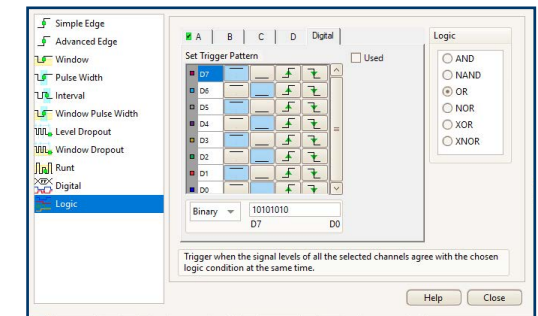 Simple Edge
Advanced Edge
Window
Pulse Width
Interval
Window Pulse Width
Level Dropout
Window Dropout
Runt
Digital
Logic
A B C D Digital
Set Trigger Pattern
Used
D7
D6
D5
D4
D3
D2
D1
D0
Binary 10101010
D7 D0
Logic
AND
NAND
OR
NOR
XOR
XNOR
Trigger when the signal levels of all the selected channels agree with the chosen
logic condition at the same time.
Help Close